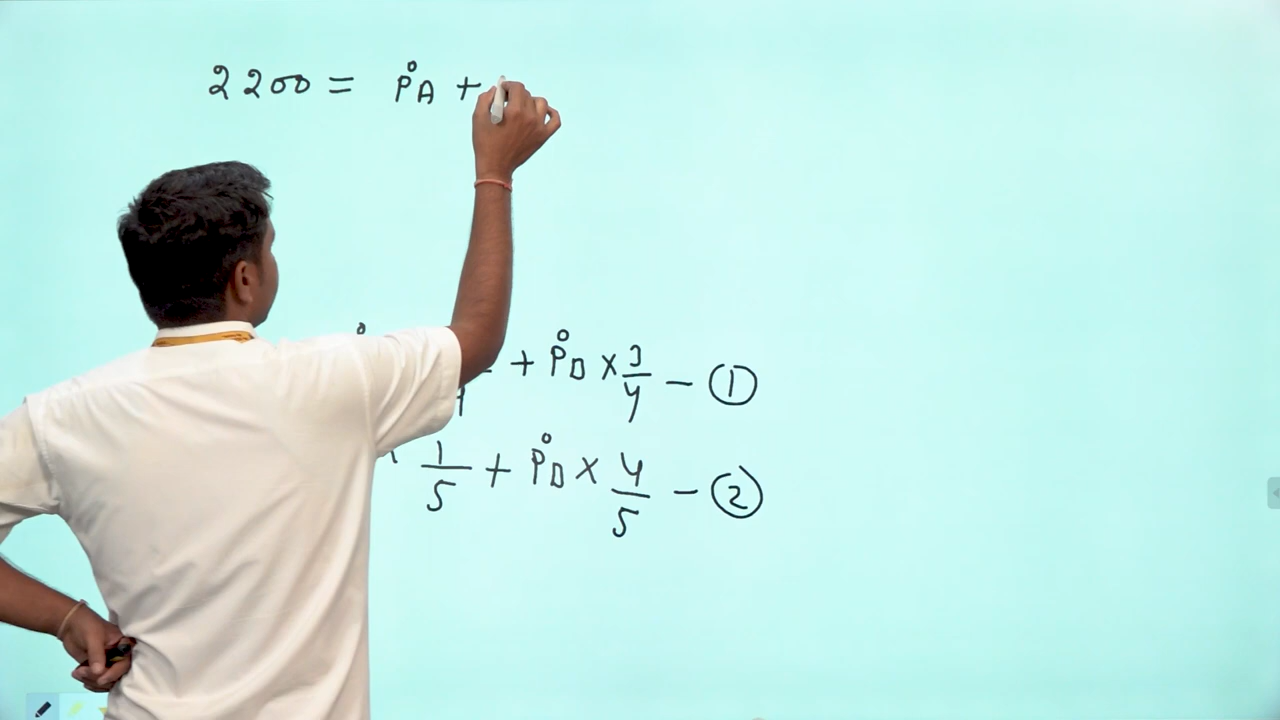 2200 = P°A +
+ P°B × 3/4 — ①
1/5 + P°B × 4/5 — ②